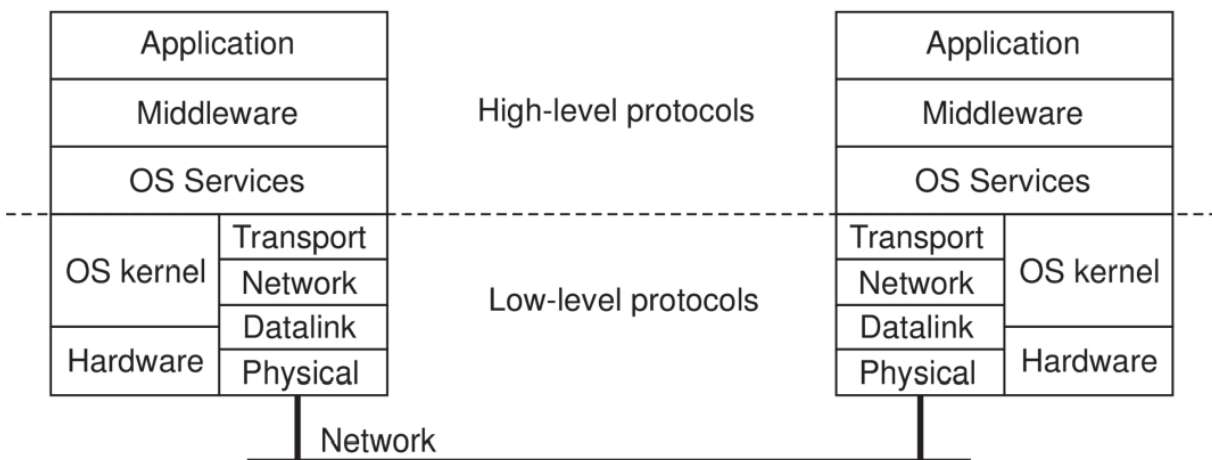 Application
Application
Middleware
High-level protocols
Middleware
OS Services
OS Services
OS kernel
Transport
Network
Datalink
Physical
Hardware
Low-level protocols
Transport
Network
Datalink
Physical
OS kernel
Hardware
Network